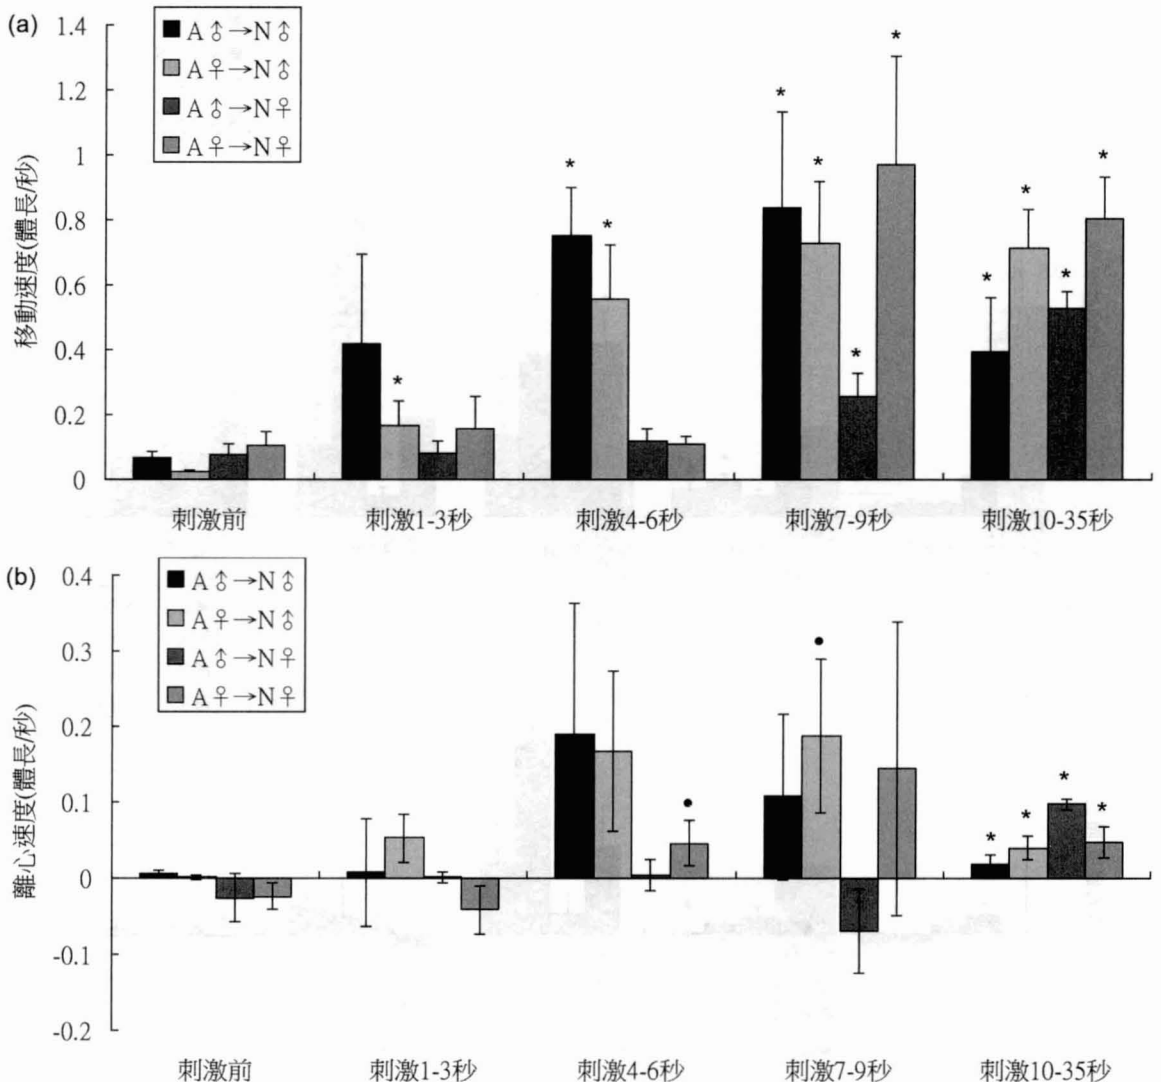 (a)
1.4
1.2
1
0.8
0.6
0.4
0.2
0
移動速度(體長/秒)
A♂→N♂
A♀→N♂
A♂→N♀
A♀→N♀
*
*
*
*
*
*
*
*
*
*
*
刺激前 刺激1-3秒 刺激4-6秒 刺激7-9秒 刺激10-35秒
(b)
0.4
0.3
0.2
0.1
0
-0.1
-0.2
離心速度(體長/秒)
A♂→N♂
A♀→N♂
A♂→N♀
A♀→N♀
•
•
*
*
*
*
刺激前 刺激1-3秒 刺激4-6秒 刺激7-9秒 刺激10-35秒